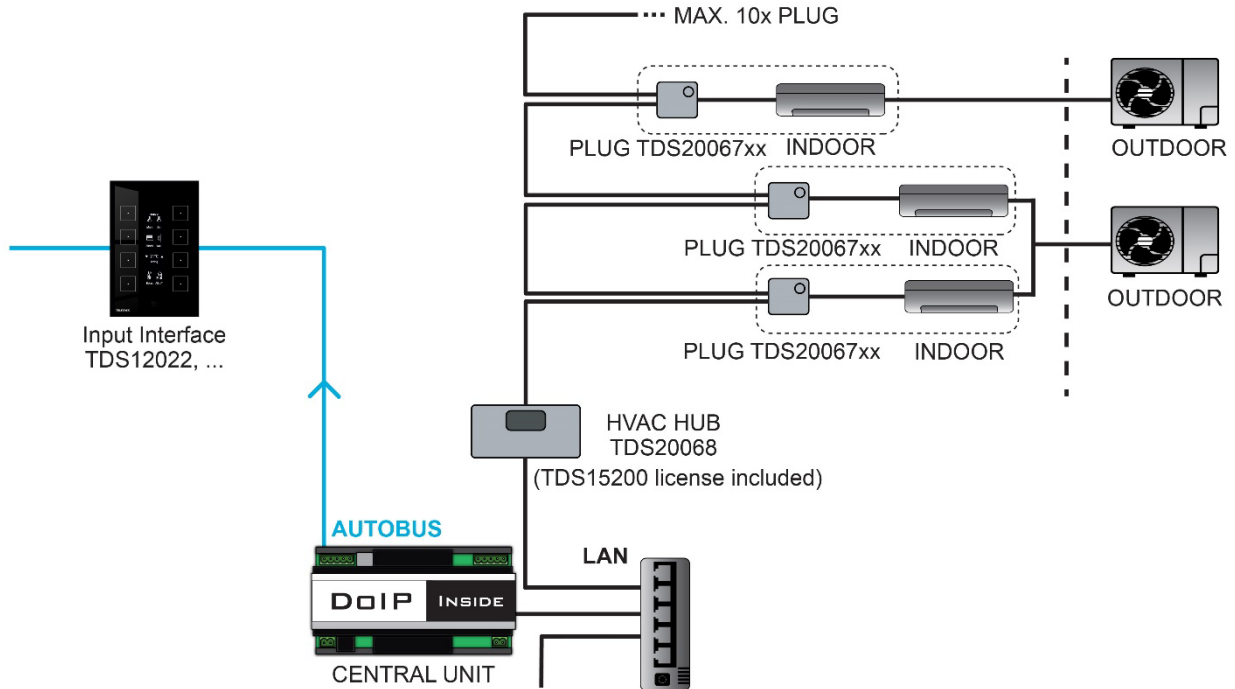 MAX. 10x PLUG
PLUG TDS20067xx
INDOOR
OUTDOOR
PLUG TDS20067xx
INDOOR
OUTDOOR
PLUG TDS20067xx
INDOOR
Input Interface
TDS12022, ...
HVAC HUB
TDS20068
(TDS15200 license included)
AUTOBUS
LAN
DoIP
INSIDE
CENTRAL UNIT